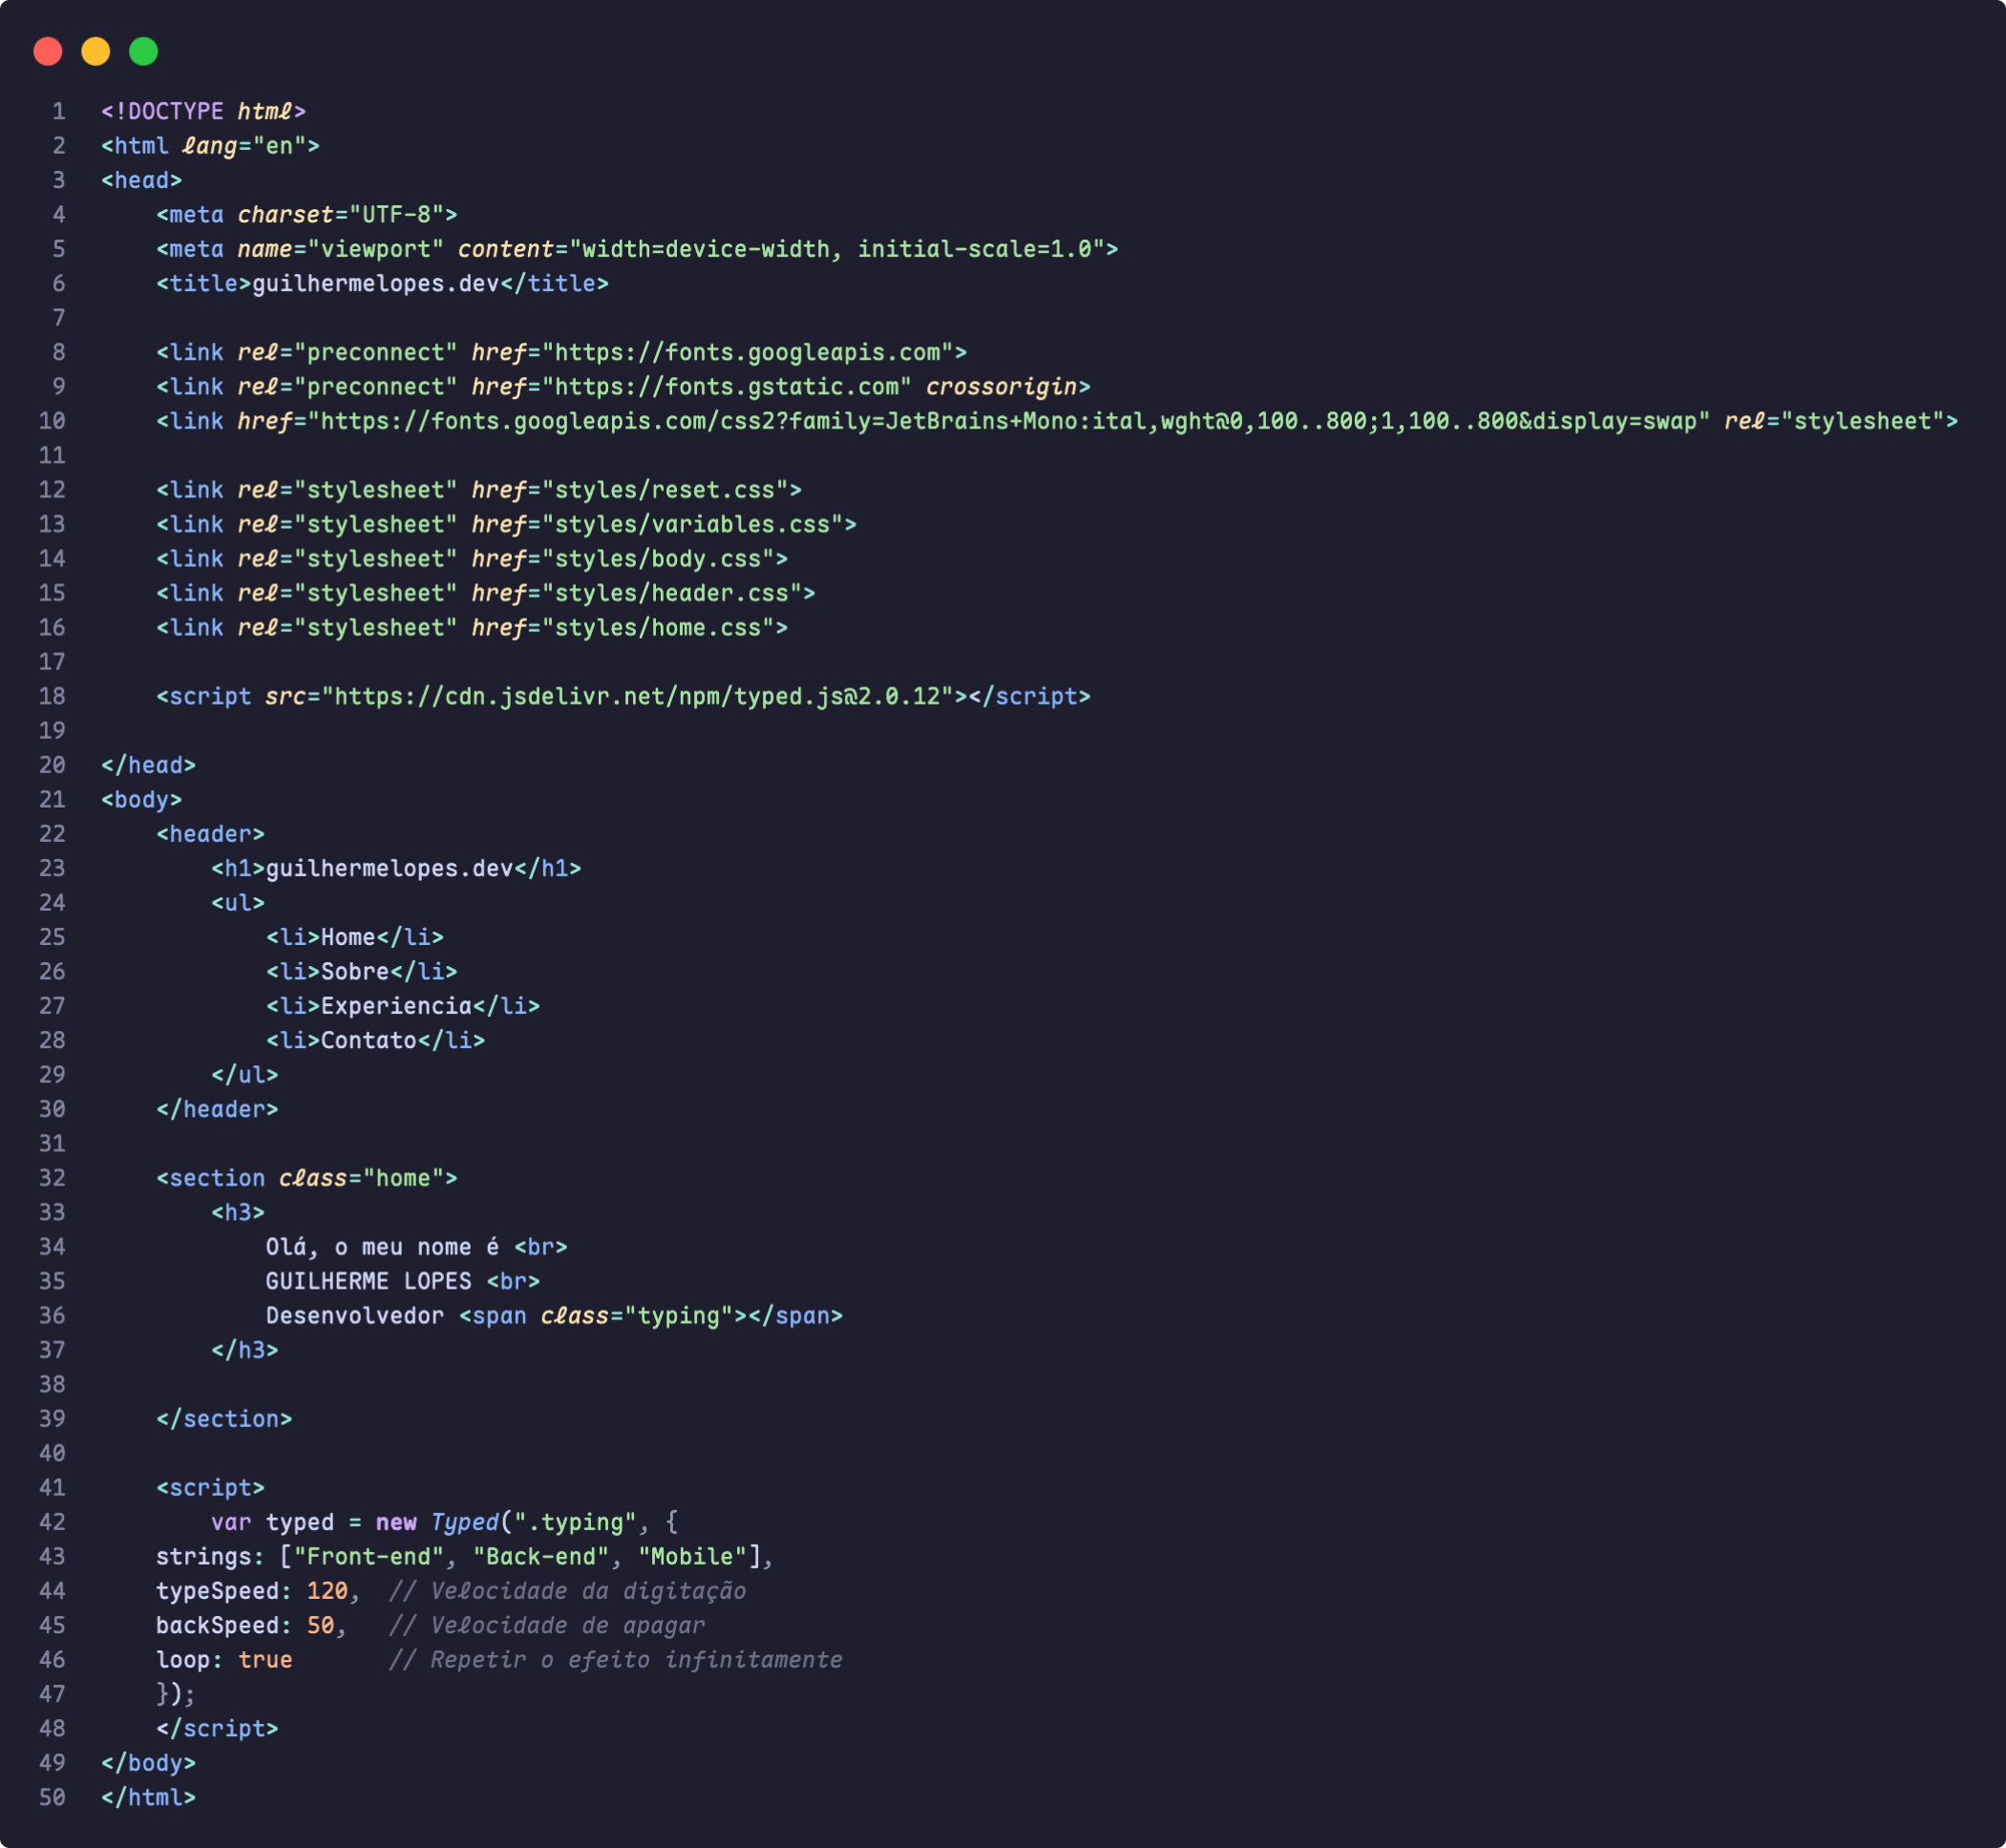 1 <!DOCTYPE html>
2 <html lang="en">
3 <head>
4     <meta charset="UTF-8">
5     <meta name="viewport" content="width=device-width, initial-scale=1.0">
6     <title>guilhermelopes.dev</title>
7
8     <link rel="preconnect" href="https://fonts.googleapis.com">
9     <link rel="preconnect" href="https://fonts.gstatic.com" crossorigin>
10     <link href="https://fonts.googleapis.com/css2?family=JetBrains+Mono:ital,wght@0,100..800;1,100..800&display=swap" rel="stylesheet">
11
12     <link rel="stylesheet" href="styles/reset.css">
13     <link rel="stylesheet" href="styles/variables.css">
14     <link rel="stylesheet" href="styles/body.css">
15     <link rel="stylesheet" href="styles/header.css">
16     <link rel="stylesheet" href="styles/home.css">
17
18     <script src="https://cdn.jsdelivr.net/npm/typed.js@2.0.12"></script>
19
20 </head>
21 <body>
22     <header>
23         <h1>guilhermelopes.dev</h1>
24         <ul>
25             <li>Home</li>
26             <li>Sobre</li>
27             <li>Experiencia</li>
28             <li>Contato</li>
29         </ul>
30     </header>
31
32     <section class="home">
33         <h3>
34             Olá, o meu nome é <br>
35             GUILHERME LOPES <br>
36             Desenvolvedor <span class="typing"></span>
37         </h3>
38
39     </section>
40
41     <script>
42         var typed = new Typed(".typing", {
43     strings: ["Front-end", "Back-end", "Mobile"],
44     typeSpeed: 120,  // Velocidade da digitação
45     backSpeed: 50,   // Velocidade de apagar
46     loop: true       // Repetir o efeito infinitamente
47     });
48     </script>
49 </body>
50 </html>